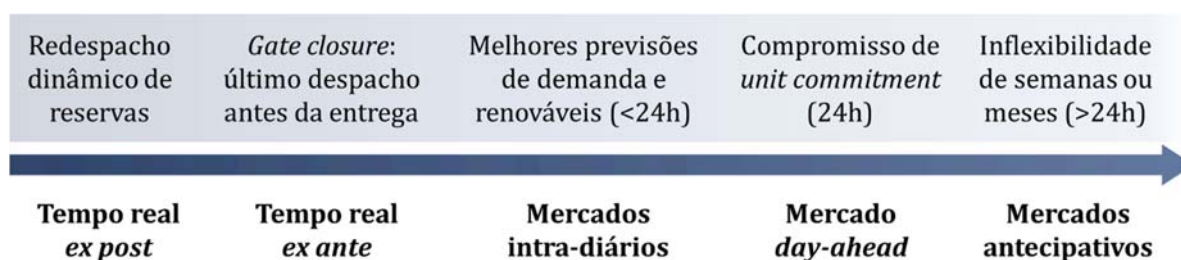 Redespacho
dinâmico de
reservas
Gate closure:
último despacho
antes da entrega
Melhores previsões
de demanda e
renováveis (<24h)
Compromisso de
unit commitment
(24h)
Inflexibilidade
de semanas ou
meses (>24h)
Tempo real
ex post
Tempo real
ex ante
Mercados
intra-diários
Mercado
day-ahead
Mercados
antecipativos